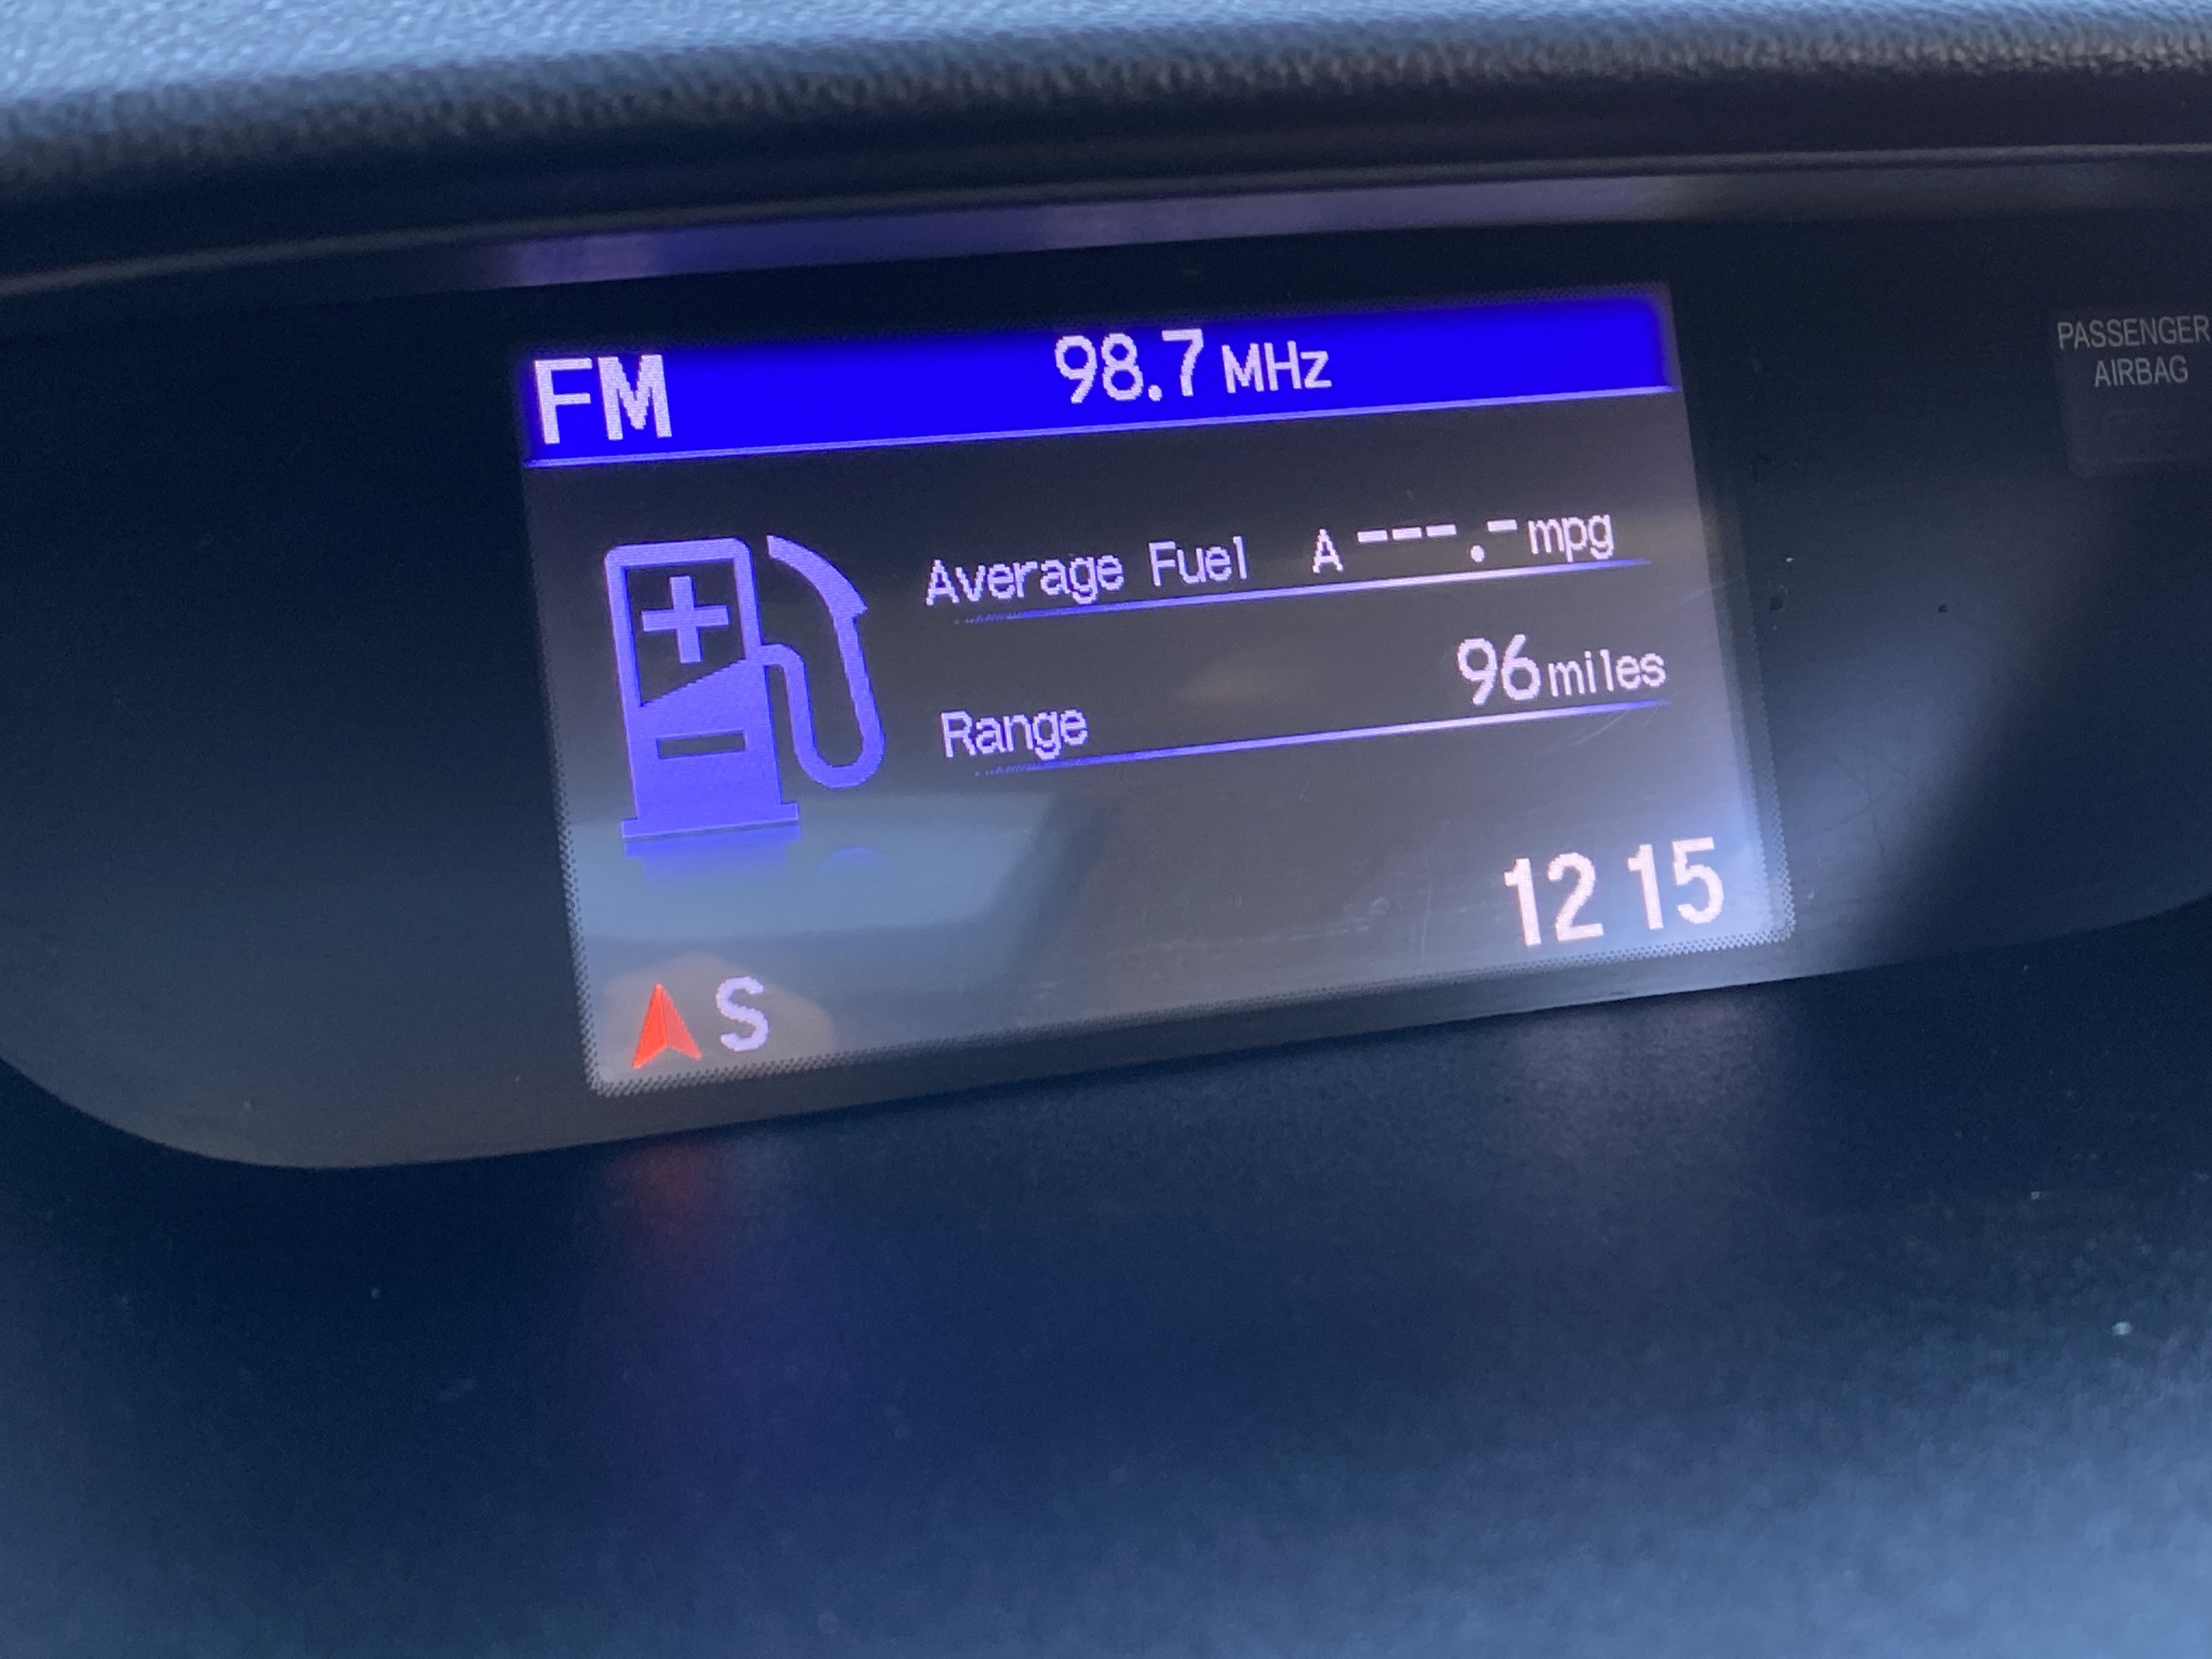 FM 98.7 MHz
PASSENGER
AIRBAG
Average Fuel A ---.- mpg
Range 96 miles
12 15
S